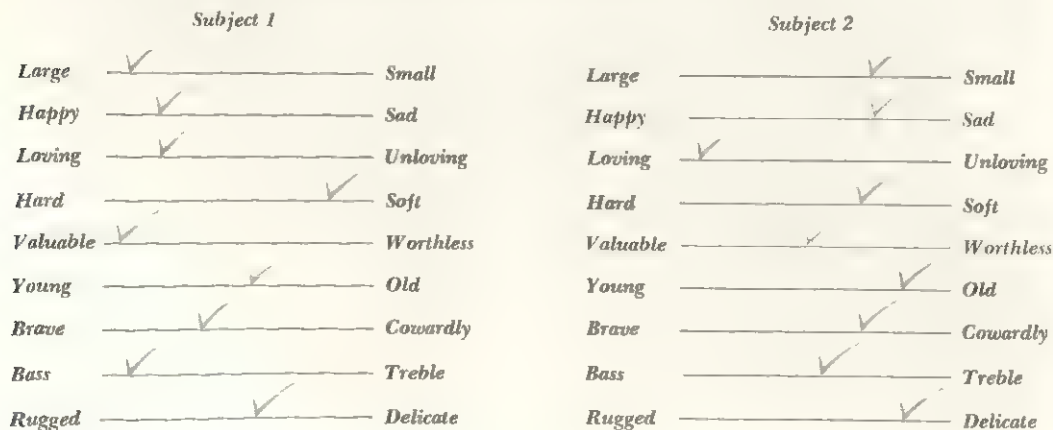 Subject 1
Large Small
Happy Sad
Loving Unloving
Hard Soft
Valuable Worthless
Young Old
Brave Cowardly
Bass Treble
Rugged Delicate
Subject 2
Large Small
Happy Sad
Loving Unloving
Hard Soft
Valuable Worthless
Young Old
Brave Cowardly
Bass Treble
Rugged Delicate